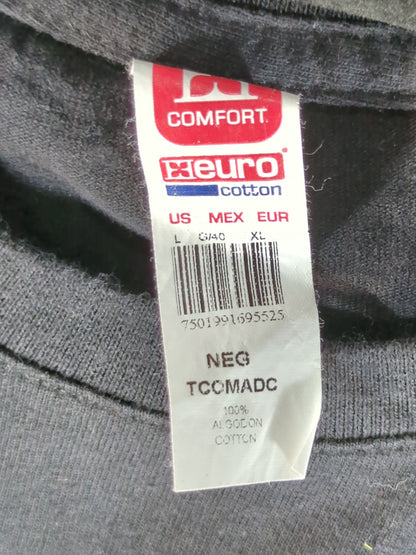 COMFORT
euro
cotton
US MEX EUR
L G/40 XL
7501991695525
NEG
TCOMADC
100%
ALGODON
COTTON